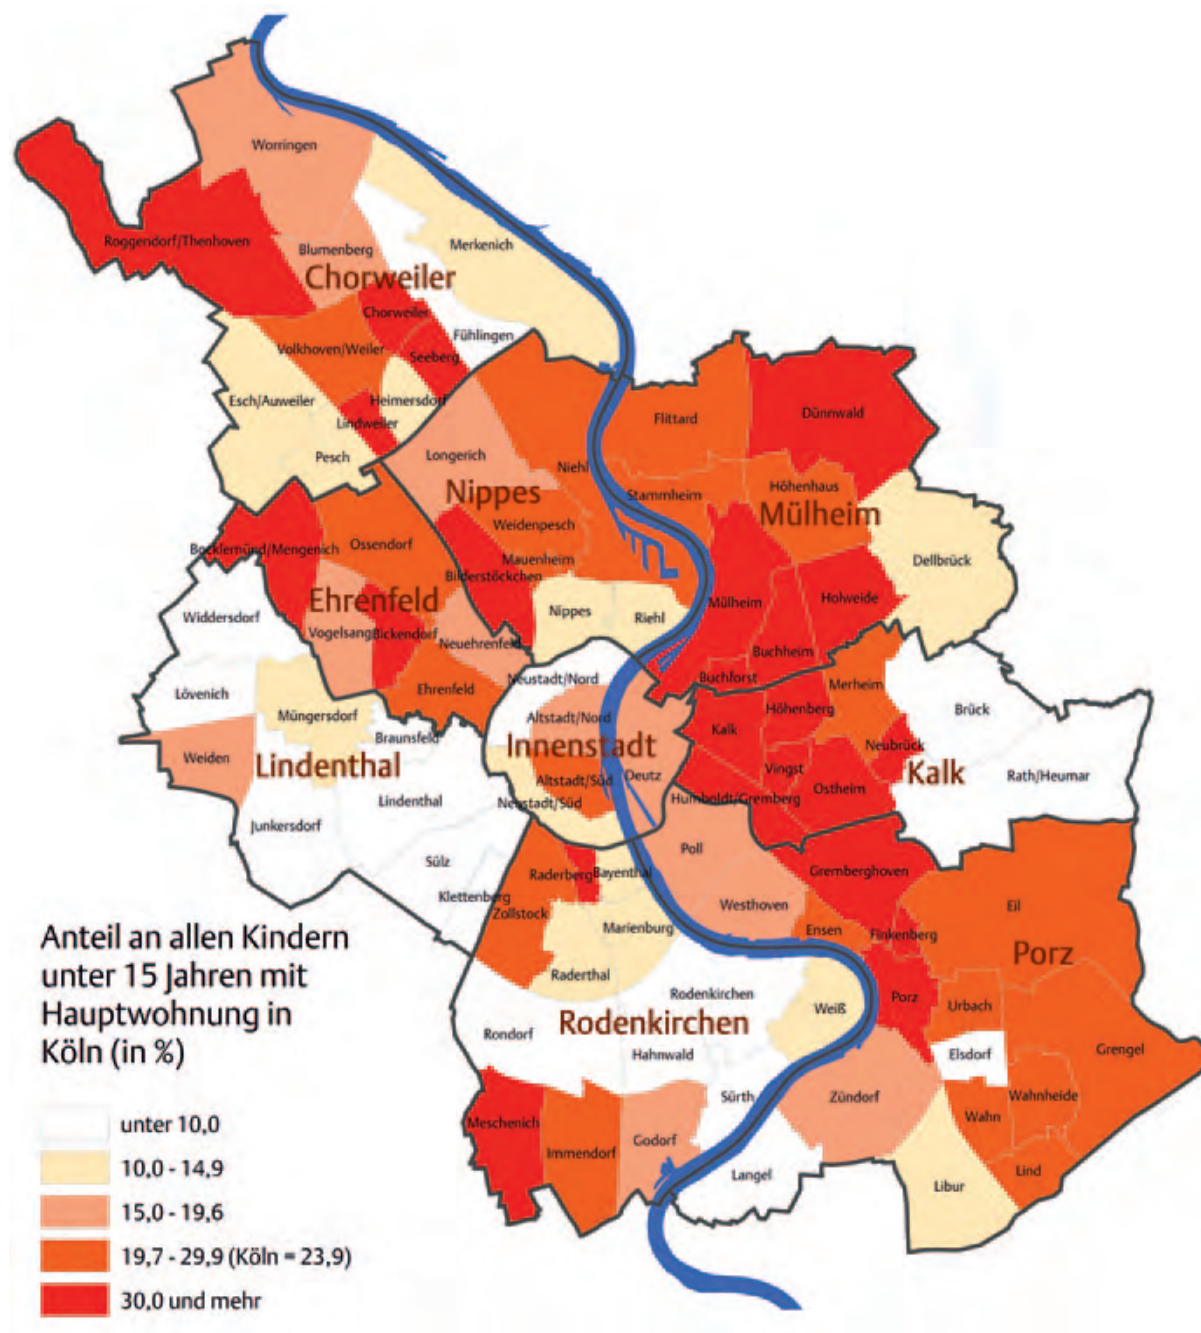 Worringen
Roggendorf/Thenhoven
Blumenberg
Merkenich
Chorweiler
Chorweiler
Fühlingen
Volkhoven/Weiler
Seeberg
Esch/Auweiler
Heimersdorf
Lindweiler
Pesch
Flittard
Dünnwald
Longerich
Niehl
Nippes
Stammheim
Höhenhaus
Mülheim
Weidenpesch
Ossendorf
Bocklemünd/Mengenich
Mauenheim
Bilderstöckchen
Dellbrück
Ehrenfeld
Nippes
Riehl
Mülheim
Holweide
Widdersdorf
Vogelsang
Bickendorf
Neuehrenfeld
Buchheim
Neustadt/Nord
Buchforst
Merheim
Lövenich
Ehrenfeld
Müngersdorf
Altstadt/Nord
Höhenberg
Brück
Braunsfeld
Kalk
Innenstadt
Neubrück
Weiden
Lindenthal
Altstadt/Süd
Deutz
Vingst
Kalk
Rath/Heumar
Lindenthal
Neustadt/Süd
Humboldt/Gremberg
Ostheim
Junkersdorf
Poll
Sülz
Raderberg
Bayenthal
Gremberghoven
Klettenberg
Zollstock
Westhoven
Eil
Marienburg
Ensen
Finkenberg
Porz
Raderthal
Rodenkirchen
Porz
Weiß
Urbach
Rondorf
Rodenkirchen
Hahnwald
Elsdorf
Grengel
Sürth
Zündorf
Wahnheide
Meschenich
Wahn
Immendorf
Godorf
Langel
Libur
Lind
Anteil an allen Kindern
unter 15 Jahren mit
Hauptwohnung in
Köln (in %)
unter 10,0
10,0 - 14,9
15,0 - 19,6
19,7 - 29,9 (Köln = 23,9)
30,0 und mehr